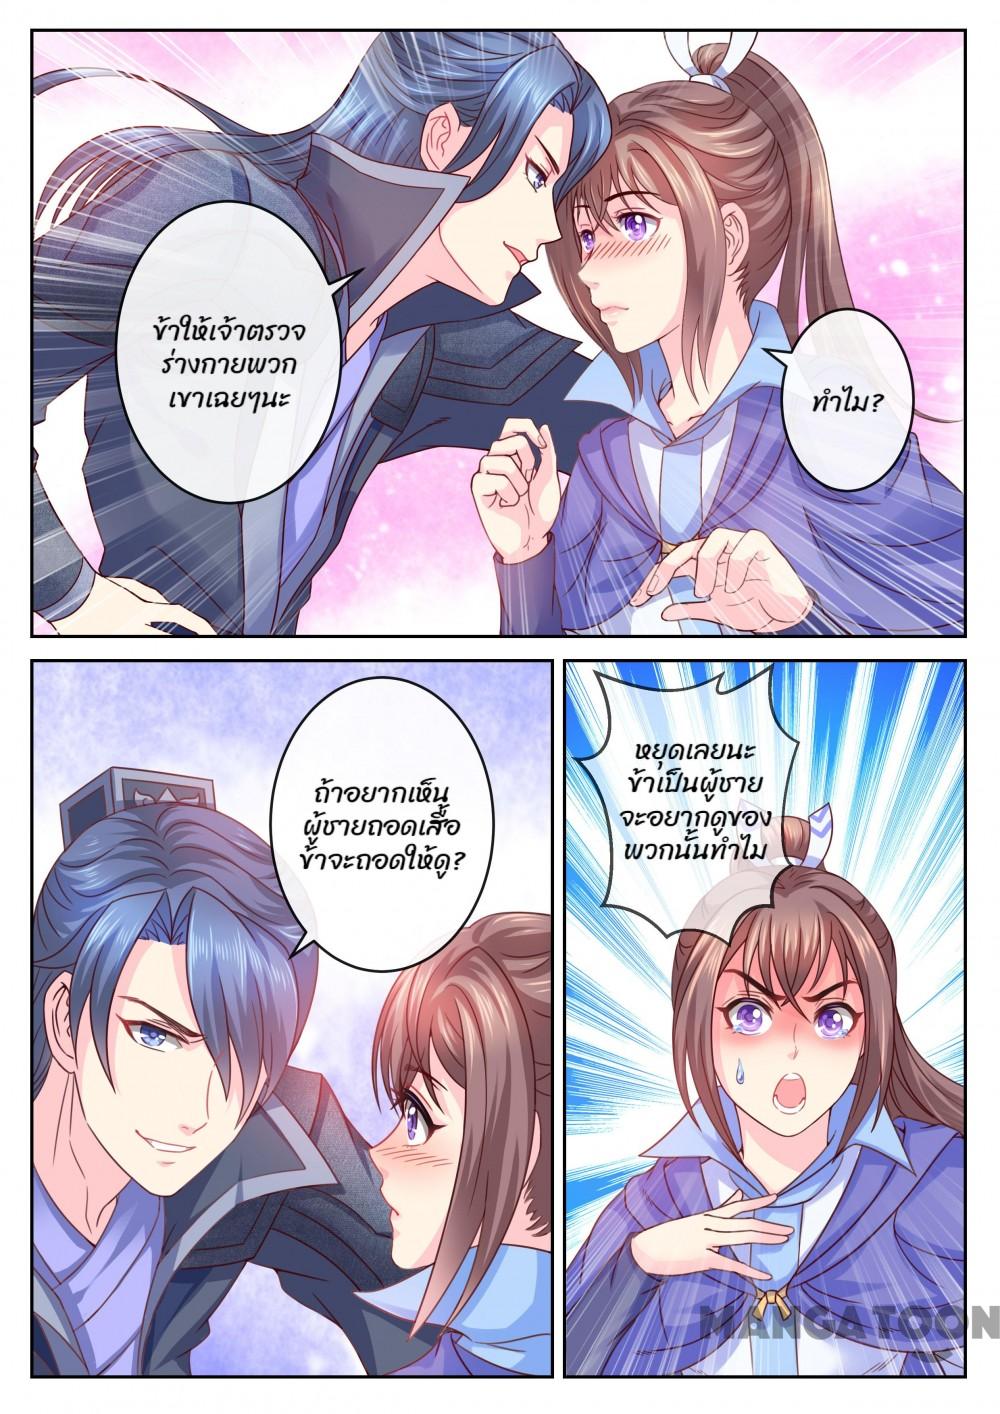 ข้าให้เจ้าตรวจ
ร่างกายพวก
เขาเฉยๆนะ
ทำไม?
ถ้าอยากเห็น
ผู้ชายถอดเสื้อ
ข้าจะถอดให้ดู?
หยุดเลยนะ
ข้าเป็นผู้ชาย
จะอยากดูของ
พวกนั้นทำไม
MANGATOON